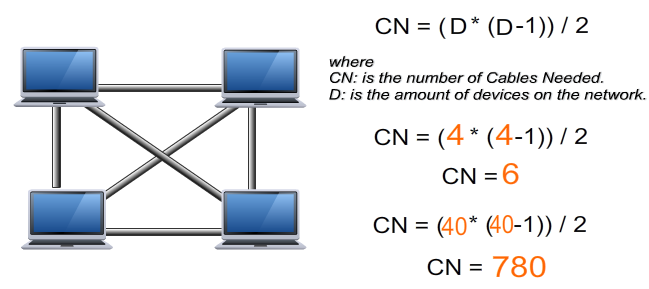 CN = (D* (D-1)) / 2
where
CN: is the number of Cables Needed.
D: is the amount of devices on the network.
CN = (4 * (4-1)) / 2
CN = 6
CN = (40* (40-1)) / 2
CN = 780